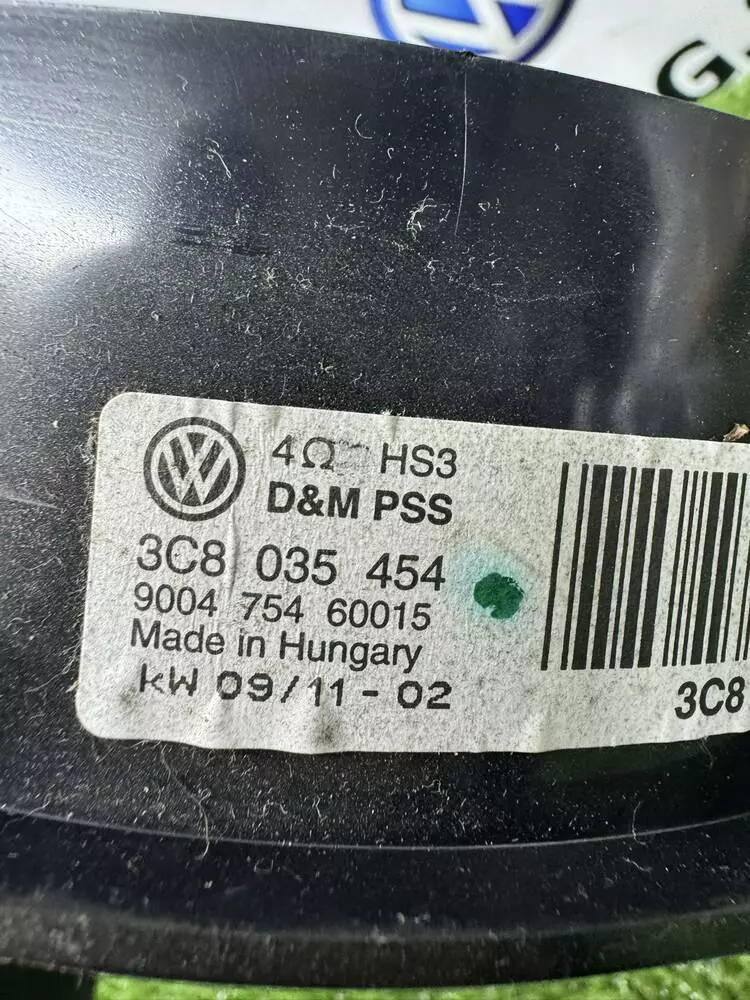 G
4Ω HS3
D&M PSS
3C8 035 454
9004 754 60015
Made in Hungary
KW 09/11-02
3C8